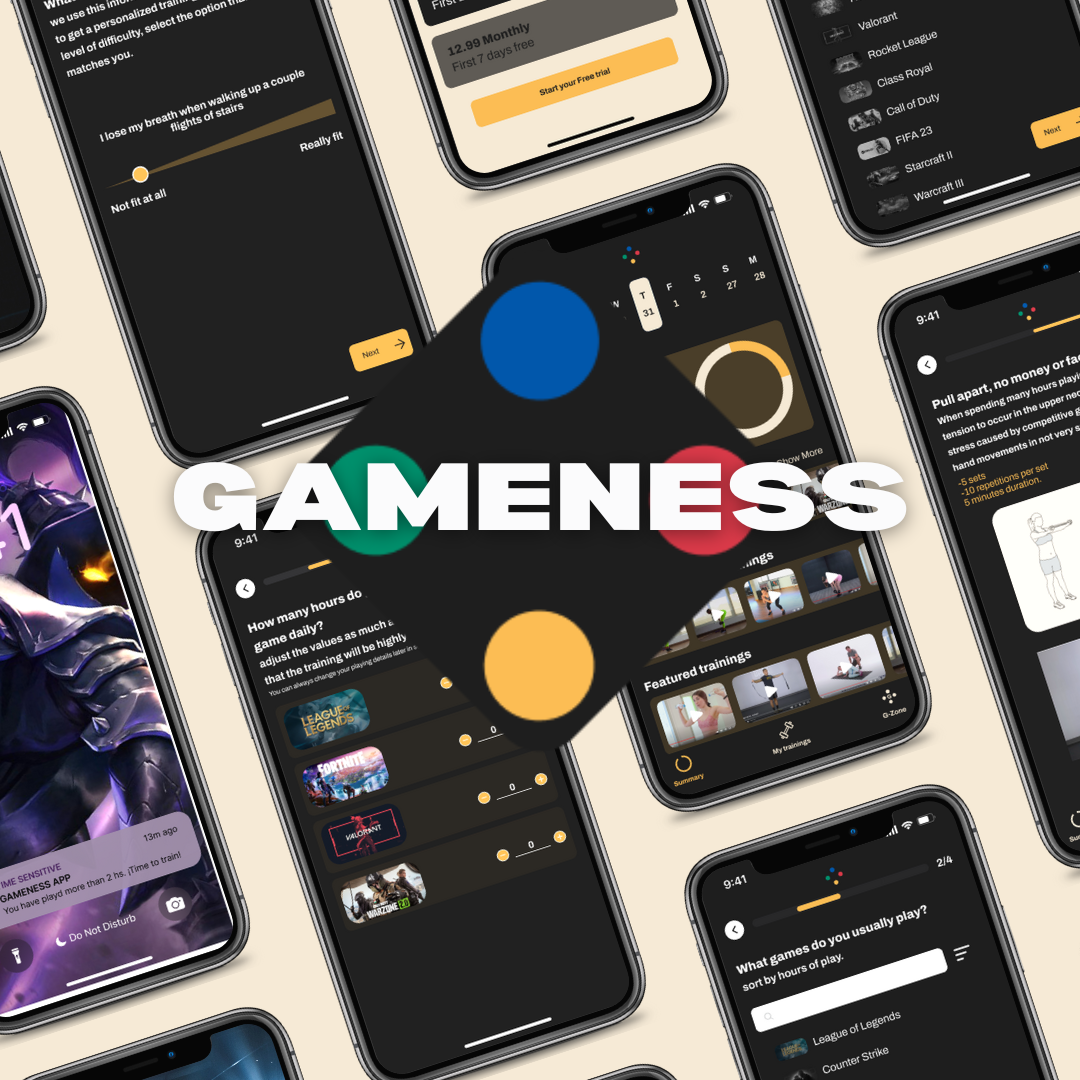 we use this info
to get a personalized training
level of difficulty, select the option tha
matches you.
I lose my breath when walking up a couple
flights of stairs
Really fit
Not fit at all
Next
First
12.99 Monthly
First 7 days free
Start your Free trial
Valorant
Rocket League
Class Royal
Call of Duty
FIFA 23
Starcraft II
Warcraft III
Next
W T F S S M
31 1 2 27 28
Show More
GAMENESS
nings
Featured trainings
Summary
My trainings
G-Zone
9:41
Pull apart, no money or fa
When spending many hours playi
tension to occur in the upper nec
stress caused by competitive g
hand movements in not very s
-5 sets
-10 repetitions per set
5 minutes duration.
Su
13m ago
IME SENSITIVE
GAMENESS APP
You have playd more than 2 hs. ¡Time to train!
Do Not Disturb
9:41
How many hours do
game daily?
adjust the values as much a
that the training will be highly
You can always change your playing details later in
LEAGUE OF
LEGENDS
FORTNITE
VALORANT
WARZONE 2.0
0
0
0
9:41
2/4
What games do you usually play?
sort by hours of play.
League of Legends
Counter Strike